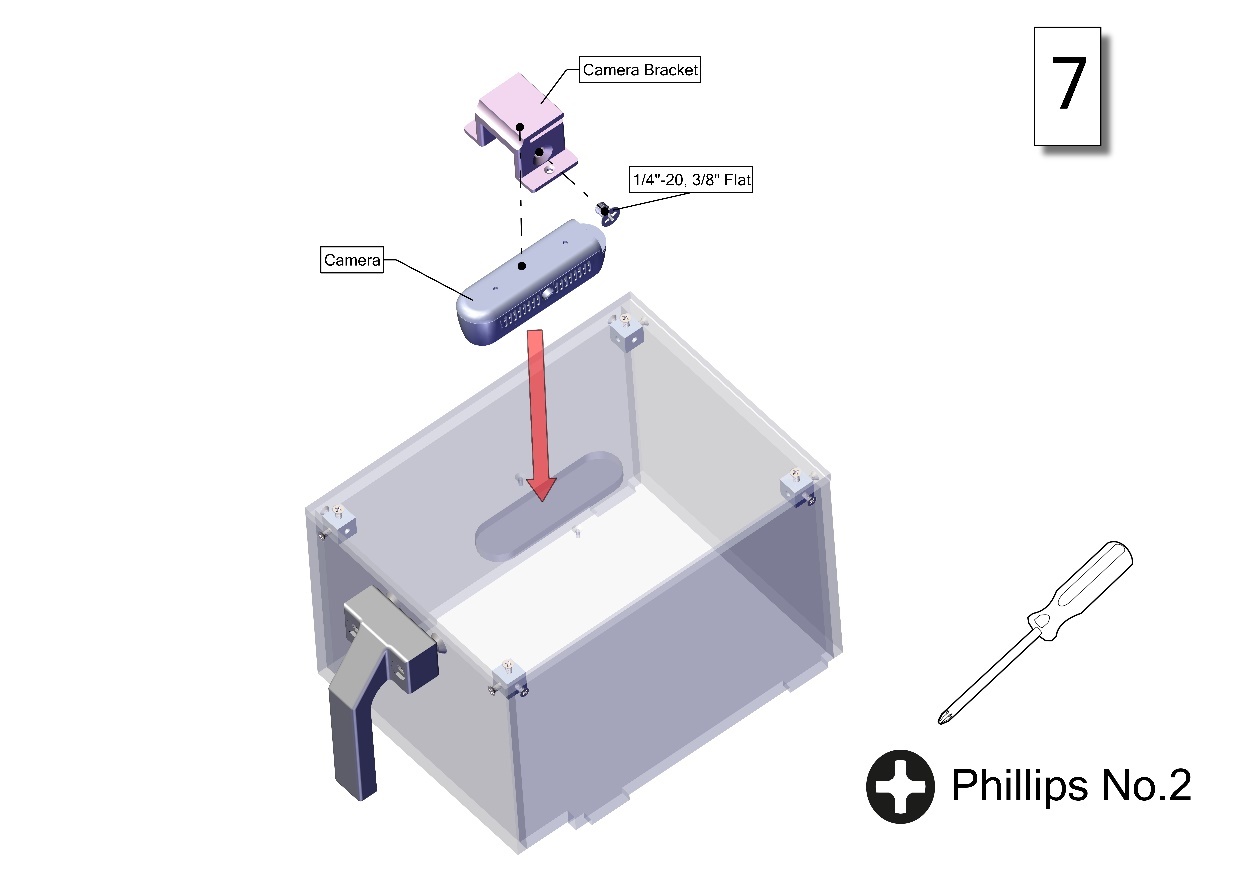 7
Camera Bracket
1/4"-20, 3/8" Flat
Camera
Phillips No.2